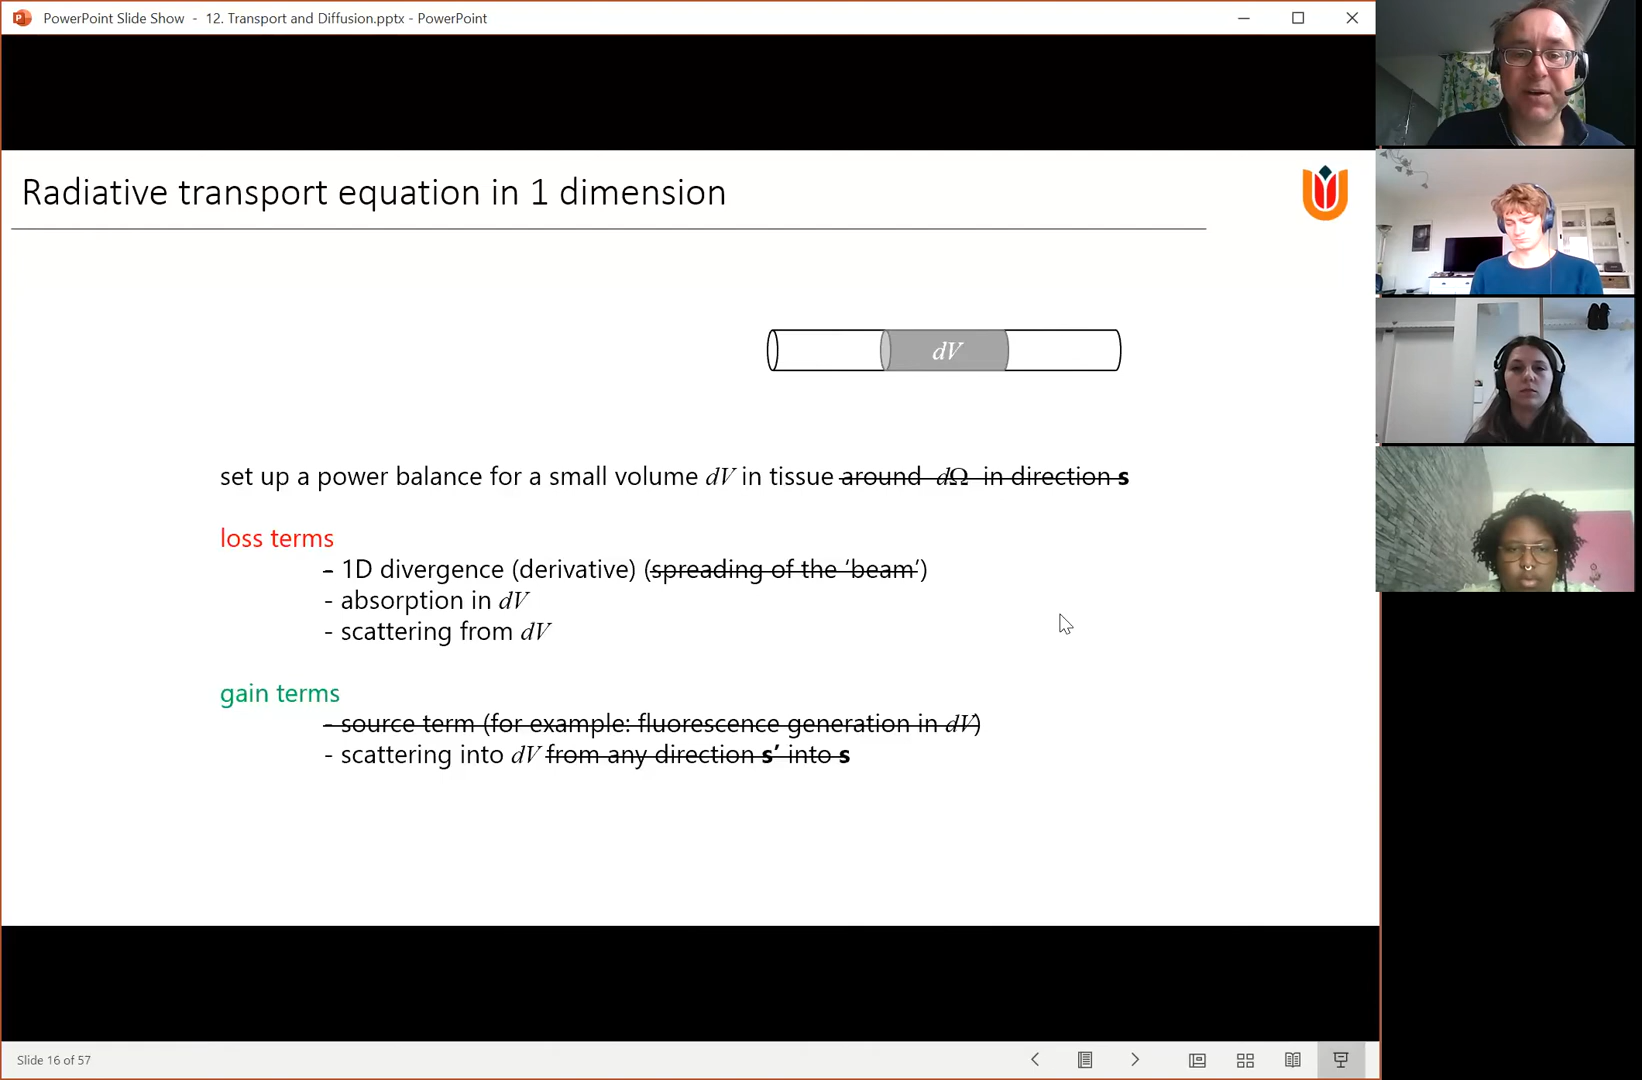 PowerPoint Slide Show - 12. Transport and Diffusion.pptx - PowerPoint
Radiative transport equation in 1 dimension
dV
set up a power balance for a small volume dV in tissue around dΩ in direction s
loss terms
- 1D divergence (derivative) (spreading of the ‘beam’)
- absorption in dV
- scattering from dV
gain terms
- source term (for example: fluorescence generation in dV)
- scattering into dV from any direction s’ into s
Slide 16 of 57